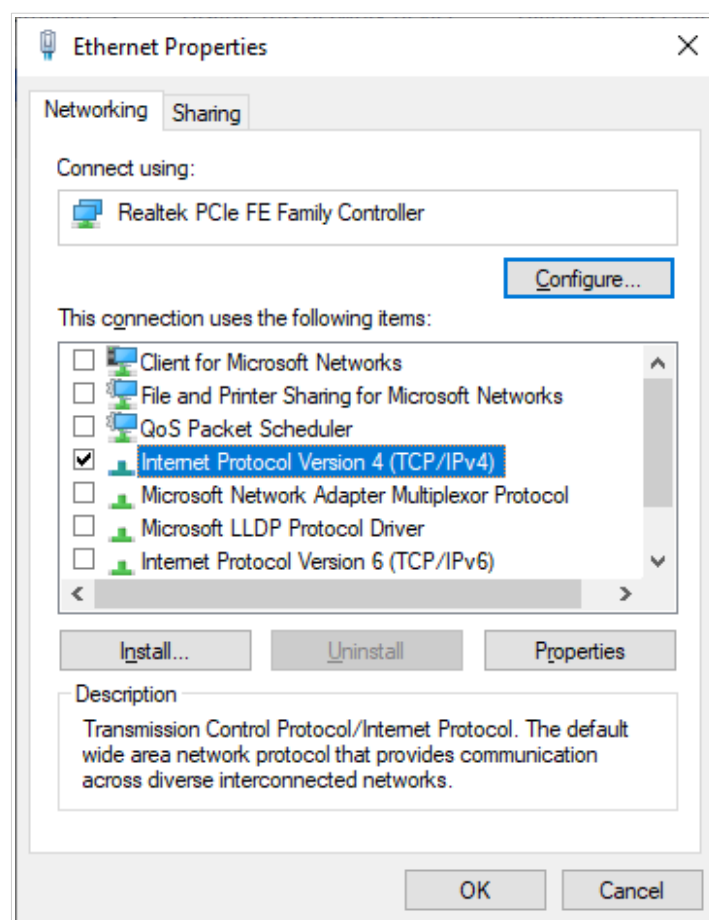 Ethernet Properties
Networking
Sharing
Connect using:
Realtek PCIe FE Family Controller
Configure...
This connection uses the following items:
Client for Microsoft Networks
File and Printer Sharing for Microsoft Networks
QoS Packet Scheduler
Internet Protocol Version 4 (TCP/IPv4)
Microsoft Network Adapter Multiplexor Protocol
Microsoft LLDP Protocol Driver
Internet Protocol Version 6 (TCP/IPv6)
Install...
Uninstall
Properties
Description
Transmission Control Protocol/Internet Protocol. The default
wide area network protocol that provides communication
across diverse interconnected networks.
OK
Cancel